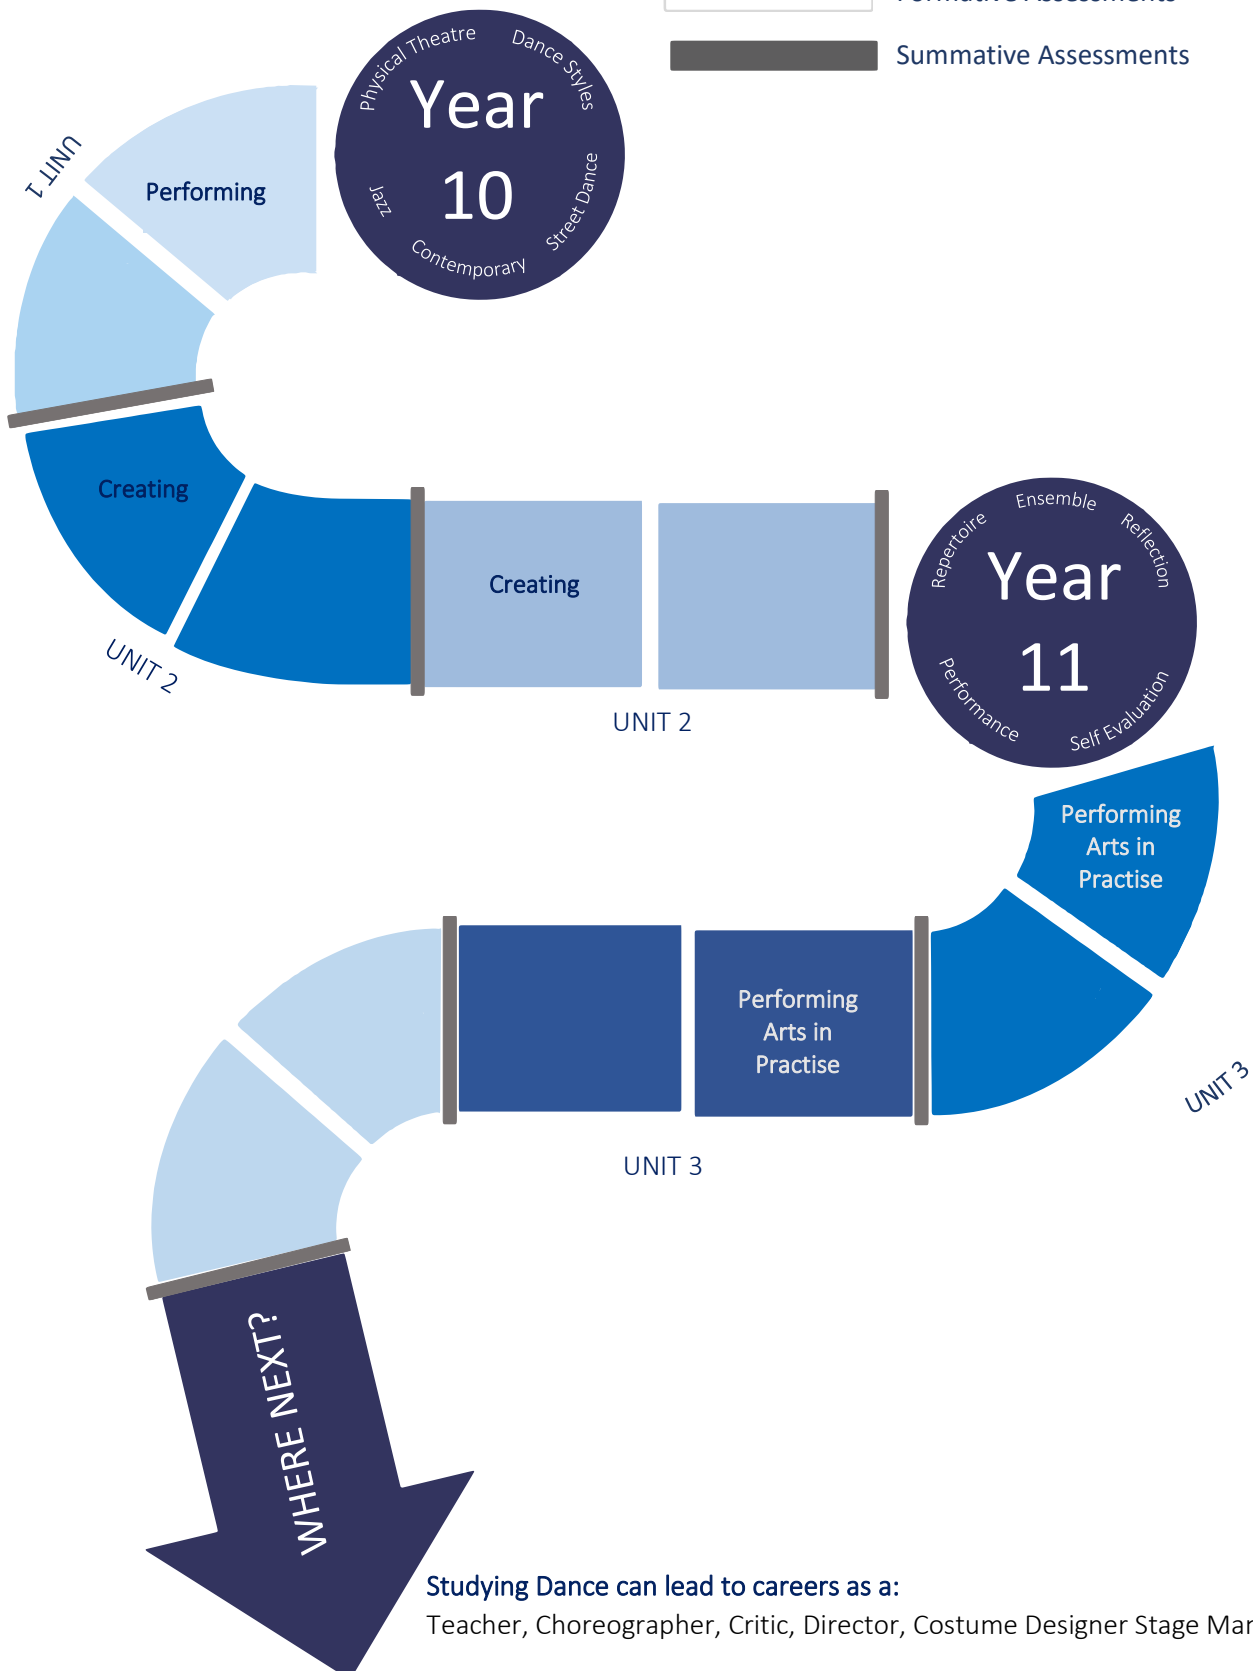 Formative Assessments
Summative Assessments
Physical Theatre
Dance Styles
Year
10
Jazz
Contemporary
Street Dance
UNIT 1
Performing
Creating
UNIT 2
Creating
UNIT 2
Repertoire
Ensemble
Reflection
Year
11
Performance
Self Evaluation
Performing
Arts in
Practise
UNIT 3
Performing
Arts in
Practise
UNIT 3
WHERE NEXT?
Studying Dance can lead to careers as a:
Teacher, Choreographer, Critic, Director, Costume Designer Stage